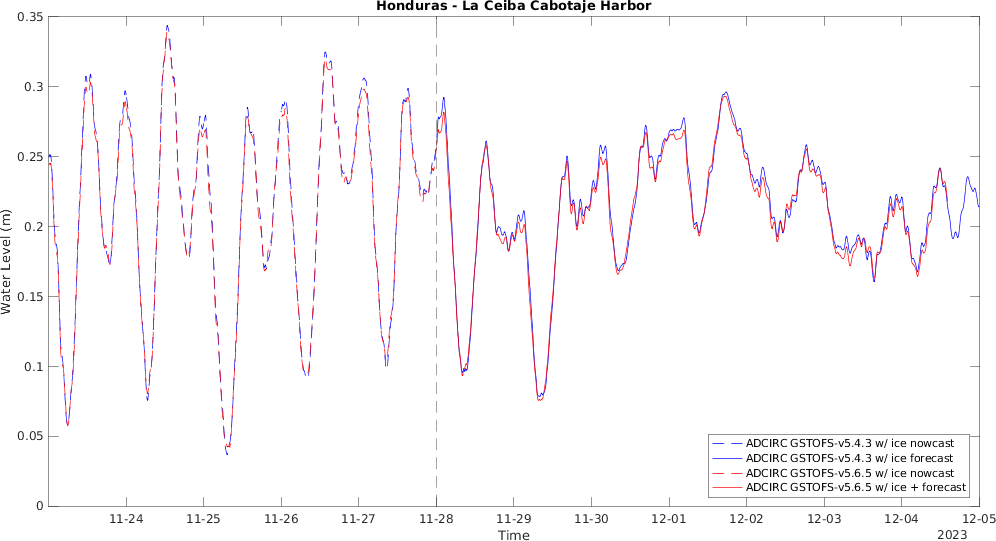 Honduras - La Ceiba Cabotaje Harbor
0.35
0.3
0.25
0.2
0.15
0.1
0.05
0
Water Level (m)
11-24 11-25 11-26 11-27 11-28 11-29 11-30 12-01 12-02 12-03 12-04 12-05
Time
2023
ADCIRC GSTOFS-v5.4.3 w/ ice nowcast
ADCIRC GSTOFS-v5.4.3 w/ ice forecast
ADCIRC GSTOFS-v5.6.5 w/ ice nowcast
ADCIRC GSTOFS-v5.6.5 w/ ice + forecast